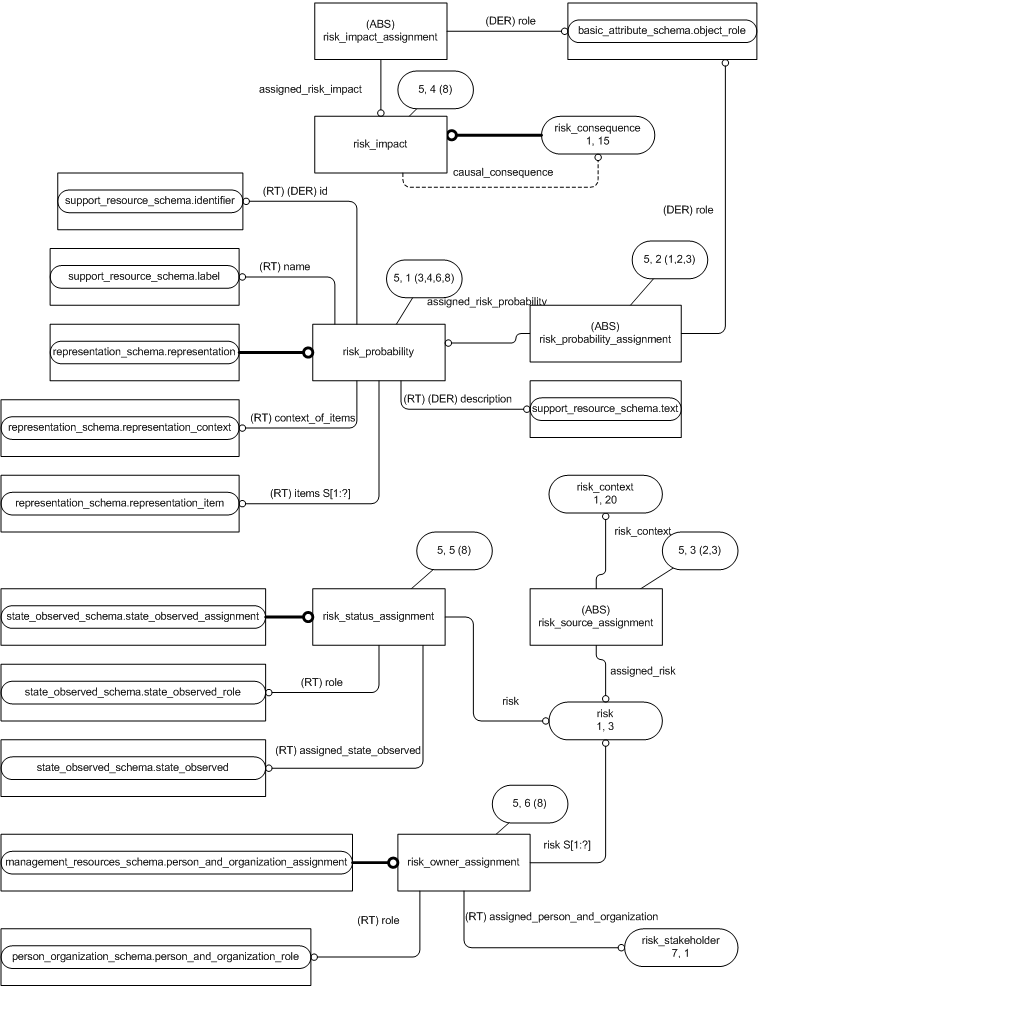 (ABS)
risk_impact_assignment
(DER) role
basic_attribute_schema.object_role
assigned_risk_impact
5, 4 (8)
risk_impact
risk_consequence
1, 15
causal_consequence
support_resource_schema.identifier
(RT) (DER) id
(DER) role
support_resource_schema.label
(RT) name
5, 1 (3,4,6,8)
5, 2 (1,2,3)
assigned_risk_probability
(ABS)
risk_probability_assignment
representation_schema.representation
risk_probability
(RT) (DER) description
support_resource_schema.text
representation_schema.representation_context
(RT) context_of_items
representation_schema.representation_item
(RT) items S[1:?]
risk_context
1, 20
risk_context
5, 5 (8)
5, 3 (2,3)
state_observed_schema.state_observed_assignment
risk_status_assignment
(ABS)
risk_source_assignment
assigned_risk
state_observed_schema.state_observed_role
(RT) role
risk
risk
1, 3
state_observed_schema.state_observed
(RT) assigned_state_observed
5, 6 (8)
management_resources_schema.person_and_organization_assignment
risk_owner_assignment
risk S[1:?]
(RT) role
(RT) assigned_person_and_organization
person_organization_schema.person_and_organization_role
risk_stakeholder
7, 1